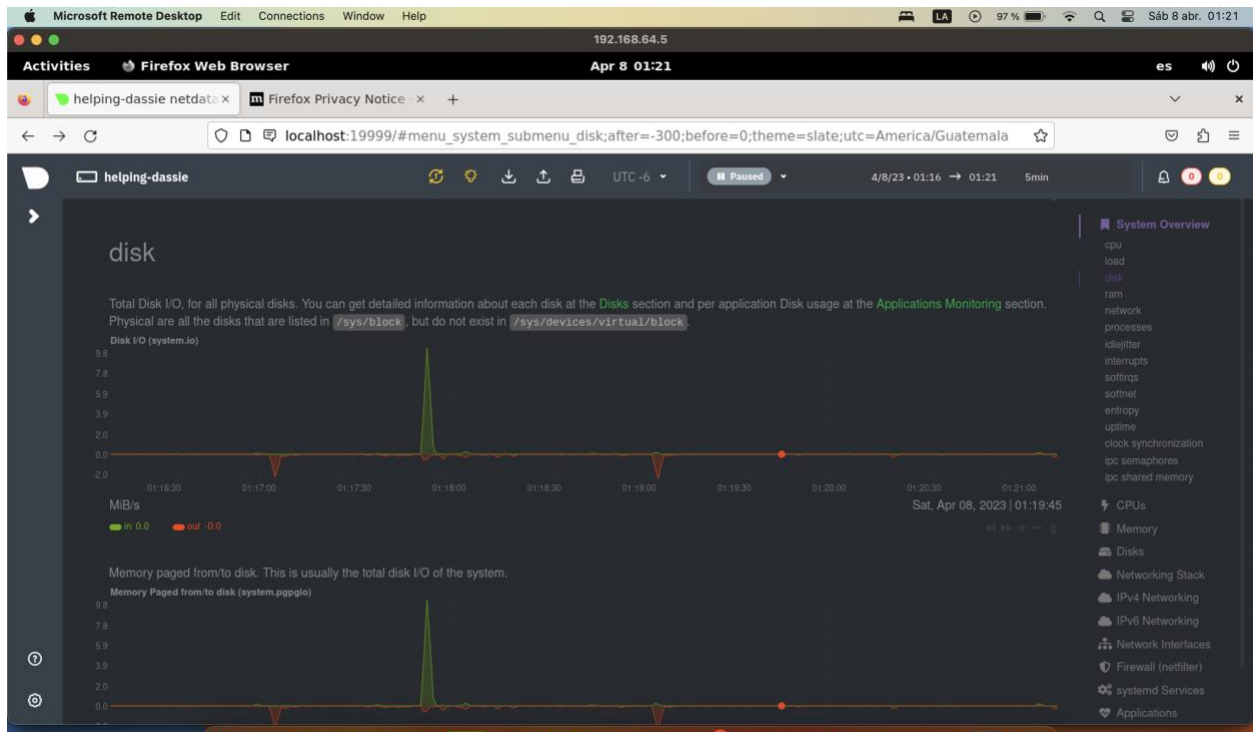 Microsoft Remote Desktop Edit Connections Window Help LA 97 % Sáb 8 abr. 01:21
192.168.64.5
Activities Firefox Web Browser Apr 8 01:21 es
helping-dassie netdata Firefox Privacy Notice -
localhost:19999/#menu_system_submenu_disk;after=-300;before=0;theme=slate;utc=America/Guatemala
helping-dassie UTC -6 Paused 4/8/23 • 01:16 → 01:21 5min 0 0
disk
Total Disk I/O, for all physical disks. You can get detailed information about each disk at the Disks section and per application Disk usage at the Applications Monitoring section.
Physical are all the disks that are listed in /sys/block, but do not exist in /sys/devices/virtual/block.
Disk I/O (system.io)
9.8
7.8
5.9
3.9
2.0
0.0
-2.0
01:16:30 01:17:00 01:17:30 01:18:00 01:18:30 01:19:00 01:19:30 01:20:00 01:20:30 01:21:00
MiB/s Sat, Apr 08, 2023 | 01:19:45
in 0.0 out -0.0
Memory paged from/to disk. This is usually the total disk I/O of the system.
Memory Paged from/to disk (system.pgpgio)
9.8
7.8
5.9
3.9
2.0
0.0
System Overview
cpu
load
disk
ram
network
processes
idlejitter
interrupts
softirqs
softnet
entropy
uptime
clock synchronization
ipc semaphores
ipc shared memory
CPUs
Memory
Disks
Networking Stack
IPv4 Networking
IPv6 Networking
Network Interfaces
Firewall (netfilter)
systemd Services
Applications